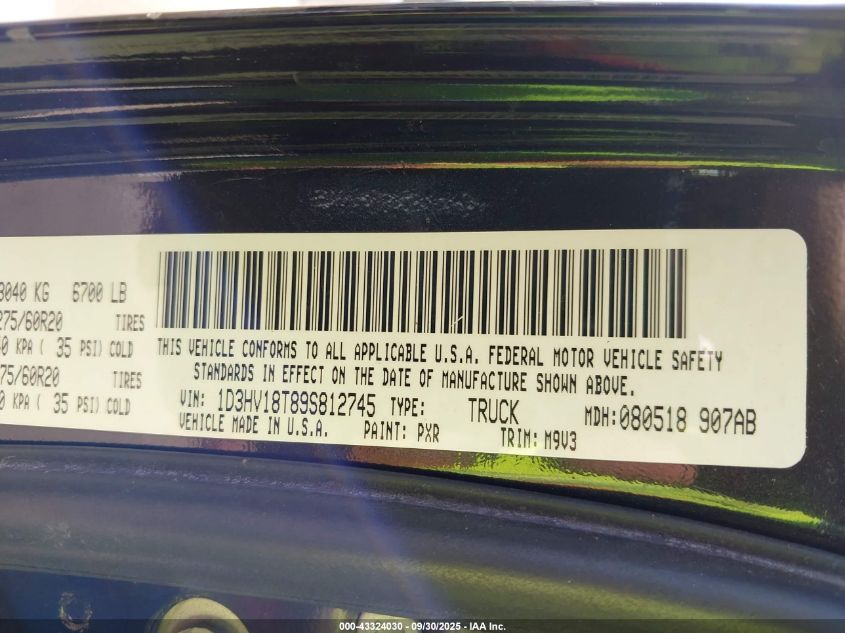 3040 KG 6700 LB
275/60R20 TIRES
0 KPA ( 35 PSI) COLD
75/60R20 TIRES
0 KPA ( 35 PSI) COLD
THIS VEHICLE CONFORMS TO ALL APPLICABLE U.S.A. FEDERAL MOTOR VEHICLE SAFETY
STANDARDS IN EFFECT ON THE DATE OF MANUFACTURE SHOWN ABOVE.
VIN: 1D3HV18T89S812745 TYPE: TRUCK MDH:080518 907AB
VEHICLE MADE IN U.S.A. PAINT: PXR TRIM: M9V3
000-43324030 - 09/30/2025 - IAA Inc.